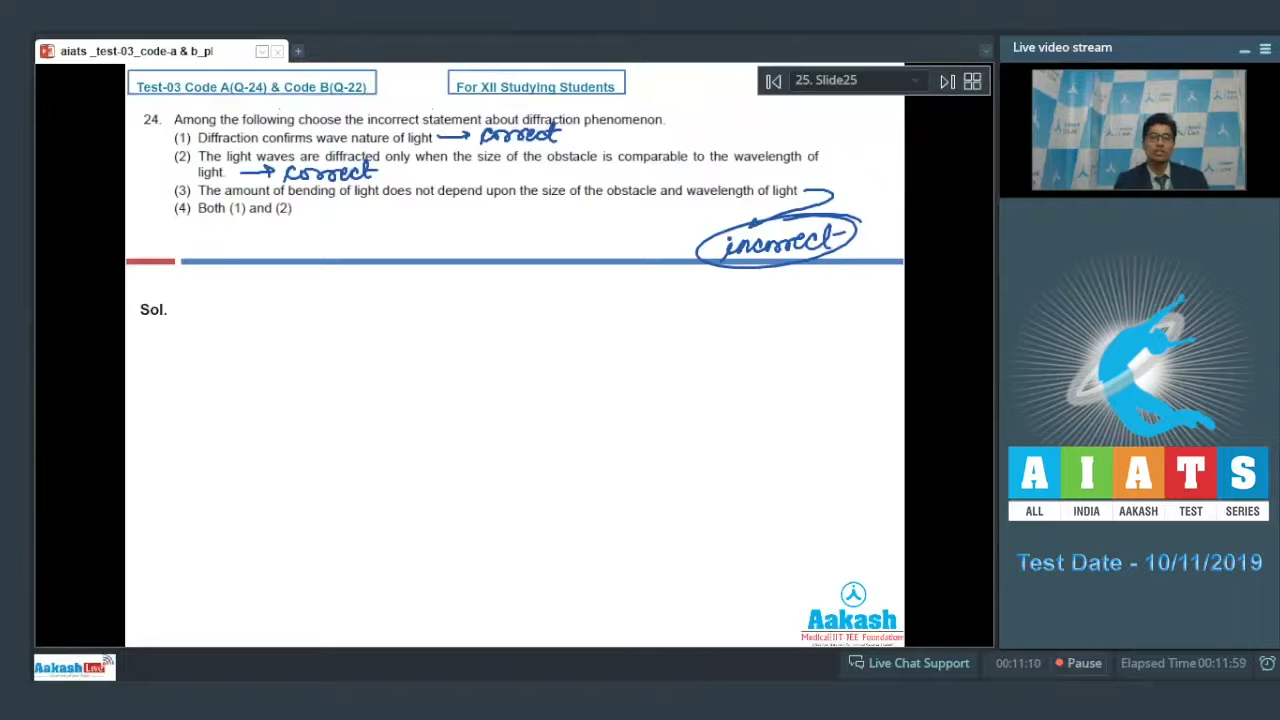 aiats _test-03_code-a & b_pl
Live video stream
Test-03 Code A(Q-24) & Code B(Q-22)
For XII Studying Students
25. Slide25
24. Among the following choose the incorrect statement about diffraction phenomenon.
(1) Diffraction confirms wave nature of light → correct
(2) The light waves are diffracted only when the size of the obstacle is comparable to the wavelength of
light. → correct
(3) The amount of bending of light does not depend upon the size of the obstacle and wavelength of light
(4) Both (1) and (2)
incorrect
Sol.
A I A T S
ALL INDIA AAKASH TEST SERIES
Test Date - 10/11/2019
Aakash
Medical|IIT-JEE|Foundations
Aakash Live
Live Chat Support
00:11:10
Pause
Elapsed Time 00:11:59